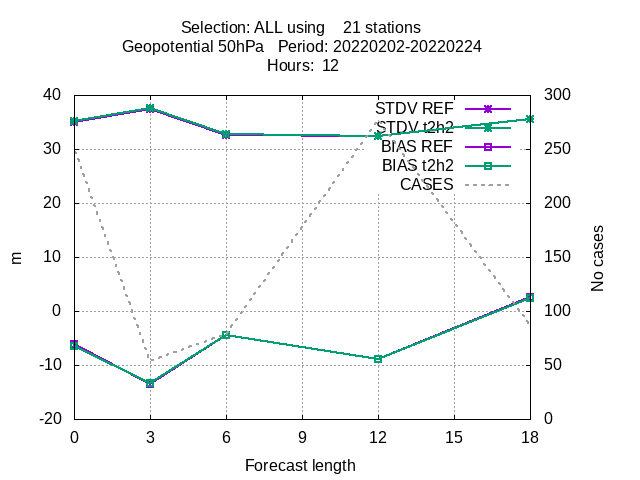 Selection: ALL using 21 stations
Geopotential 50hPa Period: 20220202-20220224
Hours: 12
40 300
STDV REF
STDV t2h2
30 BIAS REF 250
BIAS t2h2
CASES
20 200
m 10 150 No cases
0 100
-10 50
-20 0
0 3 6 9 12 15 18
Forecast length